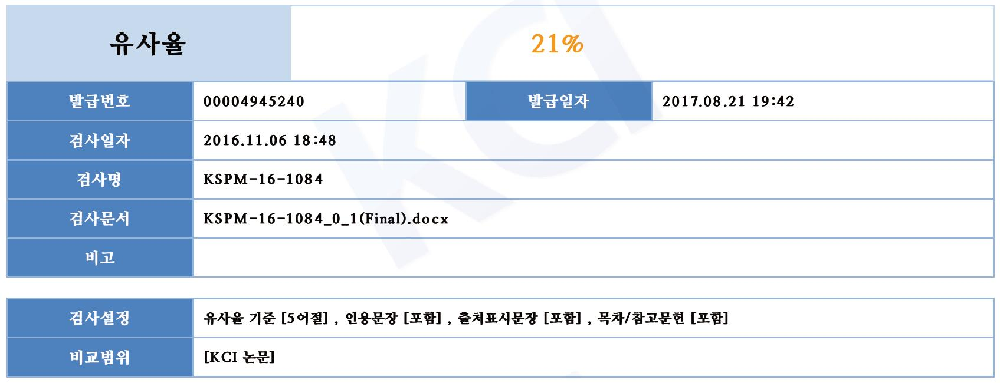 유사율 21%
발급번호 00004945240 발급일자 2017.08.21 19:42
검사일자 2016.11.06 18:48
검사명 KSPM-16-1084
검사문서 KSPM-16-1084_0_1(Final).docx
비고
검사설정 유사율 기준 [5어절] , 인용문장 [포함] , 출처표시문장 [포함] , 목차/참고문헌 [포함]
비교범위 [KCI 논문]
KCI